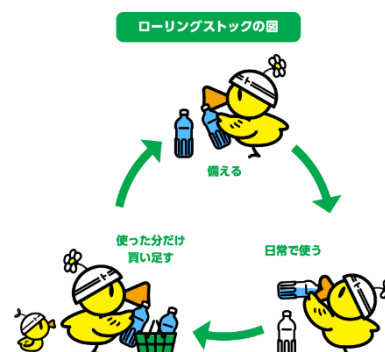 ローリングストックの図
備える
使った分だけ
買い足す
日常で使う